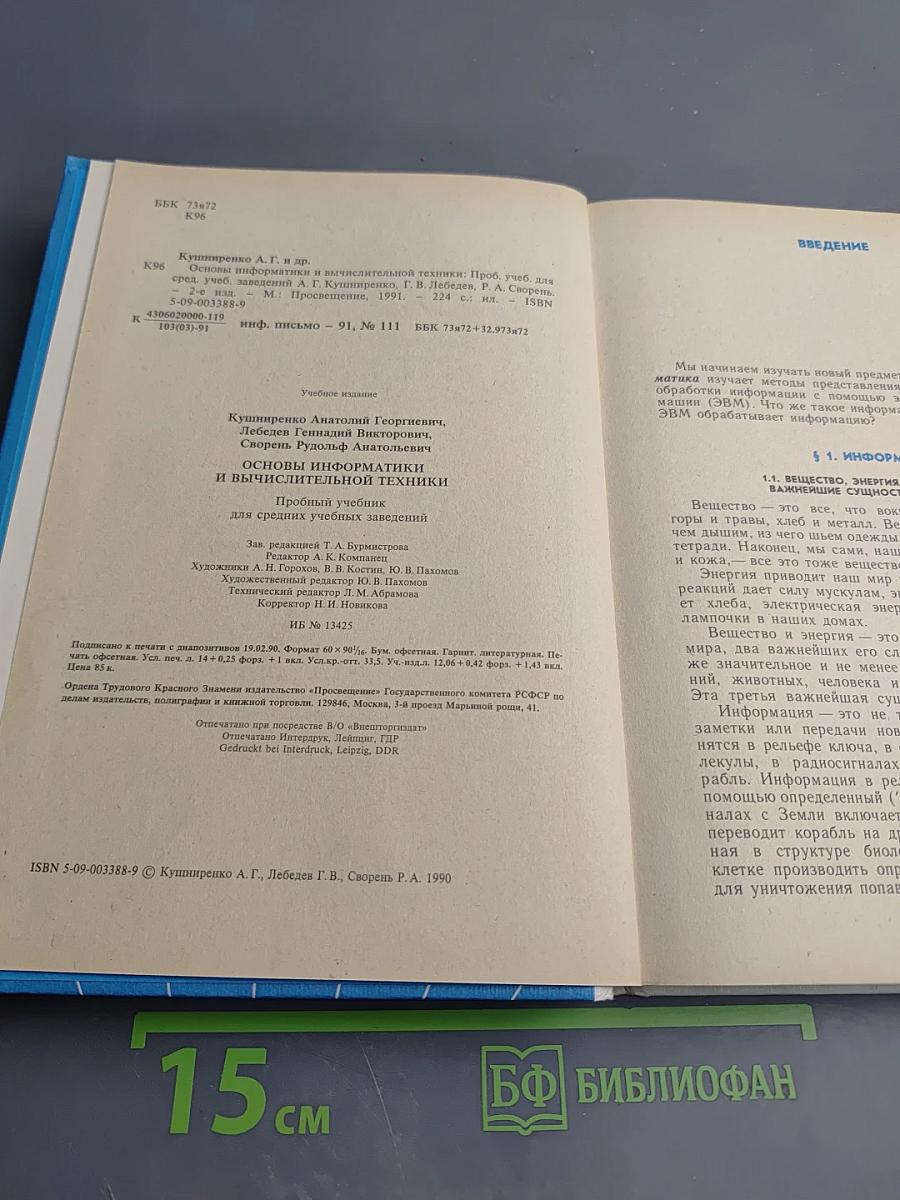 ББК 73я72
К96
Кушниренко А. Г. и др.
К96 Основы информатики и вычислительной техники: Проб. учеб. для
сред. учеб. заведений А. Г. Кушниренко, Г. В. Лебедев, Р. А. Сворень.
– 2-е изд. – М.: Просвещение, 1991. – 224 с.: ил. – ISBN
5-09-003388-9
К 4306020000-119
103(03)-91
инф. письмо – 91, № 111 ББК 73я72+32.973я72
Учебное издание
Кушниренко Анатолий Георгиевич,
Лебедев Геннадий Викторович,
Сворень Рудольф Анатольевич
ОСНОВЫ ИНФОРМАТИКИ
И ВЫЧИСЛИТЕЛЬНОЙ ТЕХНИКИ
Пробный учебник
для средних учебных заведений
Зав. редакцией Т. А. Бурмистрова
Редактор А. К. Компанец
Художники А. Н. Горохов, В. В. Костин, Ю. В. Пахомов
Художественный редактор Ю. В. Пахомов
Технический редактор Л. М. Абрамова
Корректор Н. И. Новикова
ИБ № 13425
Подписано к печати с диапозитивов 19.02.90. Формат 60×90¹/₁₆. Бум. офсетная. Гарнит. литературная. Пе-
чать офсетная. Усл. печ. л. 14+0,25 форз. +1 вкл. Усл.кр.-отт. 33,5. Уч.-изд.л. 12,06+0,42 форз. +1,43 вкл.
Цена 85 к.
Ордена Трудового Красного Знамени издательство «Просвещение» Государственного комитета РСФСР по
делам издательств, полиграфии и книжной торговли. 129846, Москва, 3-й проезд Марьиной рощи, 41.
Отпечатано при посредстве В/О «Внешторгиздат»
Отпечатано Интердрук, Лейпциг, ГДР
Gedruckt bei Interdruck, Leipzig, DDR
ISBN 5-09-003388-9 © Кушниренко А. Г., Лебедев Г. В., Сворень Р. А. 1990
ВВЕДЕНИЕ
Мы начинаем изучать новый предмет
матика изучает методы представления
обработки информации с помощью э
машин (ЭВМ). Что же такое информа
ЭВМ обрабатывает информацию?
§ 1. ИНФОРМ
1.1. ВЕЩЕСТВО, ЭНЕРГИЯ,
ВАЖНЕЙШИЕ СУЩНОСТ
Вещество — это все, что вок
горы и травы, хлеб и металл. Ве
чем дышим, из чего шьем одежды
тетради. Наконец, мы сами, наш
и кожа,— все это тоже веществ
Энергия приводит наш мир
реакций дает силу мускулам, эн
ет хлеба, электрическая энер
лампочки в наших домах.
Вещество и энергия — это
мира, два важнейших его сл
же значительное и не менее
ний, животных, человека и
Эта третья важнейшая сущ
Информация — это не т
заметки или передачи нов
нятся в рельефе ключа, в
лекулы, в радиосигналах
рабль. Информация в рел
помощью определенный (
налах с Земли включает
переводит корабль на др
ная в структуре биоло
клетке производить опр
для уничтожения попав
15 см
БФ БИБЛИОФАН